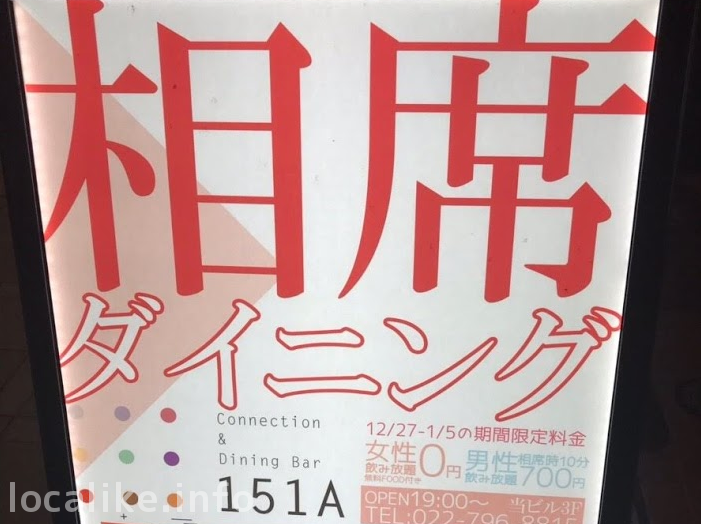 相席
ダイニング
Connection
&
Dining Bar
151A
12/27-1/5の期間限定料金
女性
飲み放題
無料FOOD付き
0円
男性
飲み放題
相席時10分
700円
OPEN19:00～ 当ビル3F
TEL:022-796-
localike.info